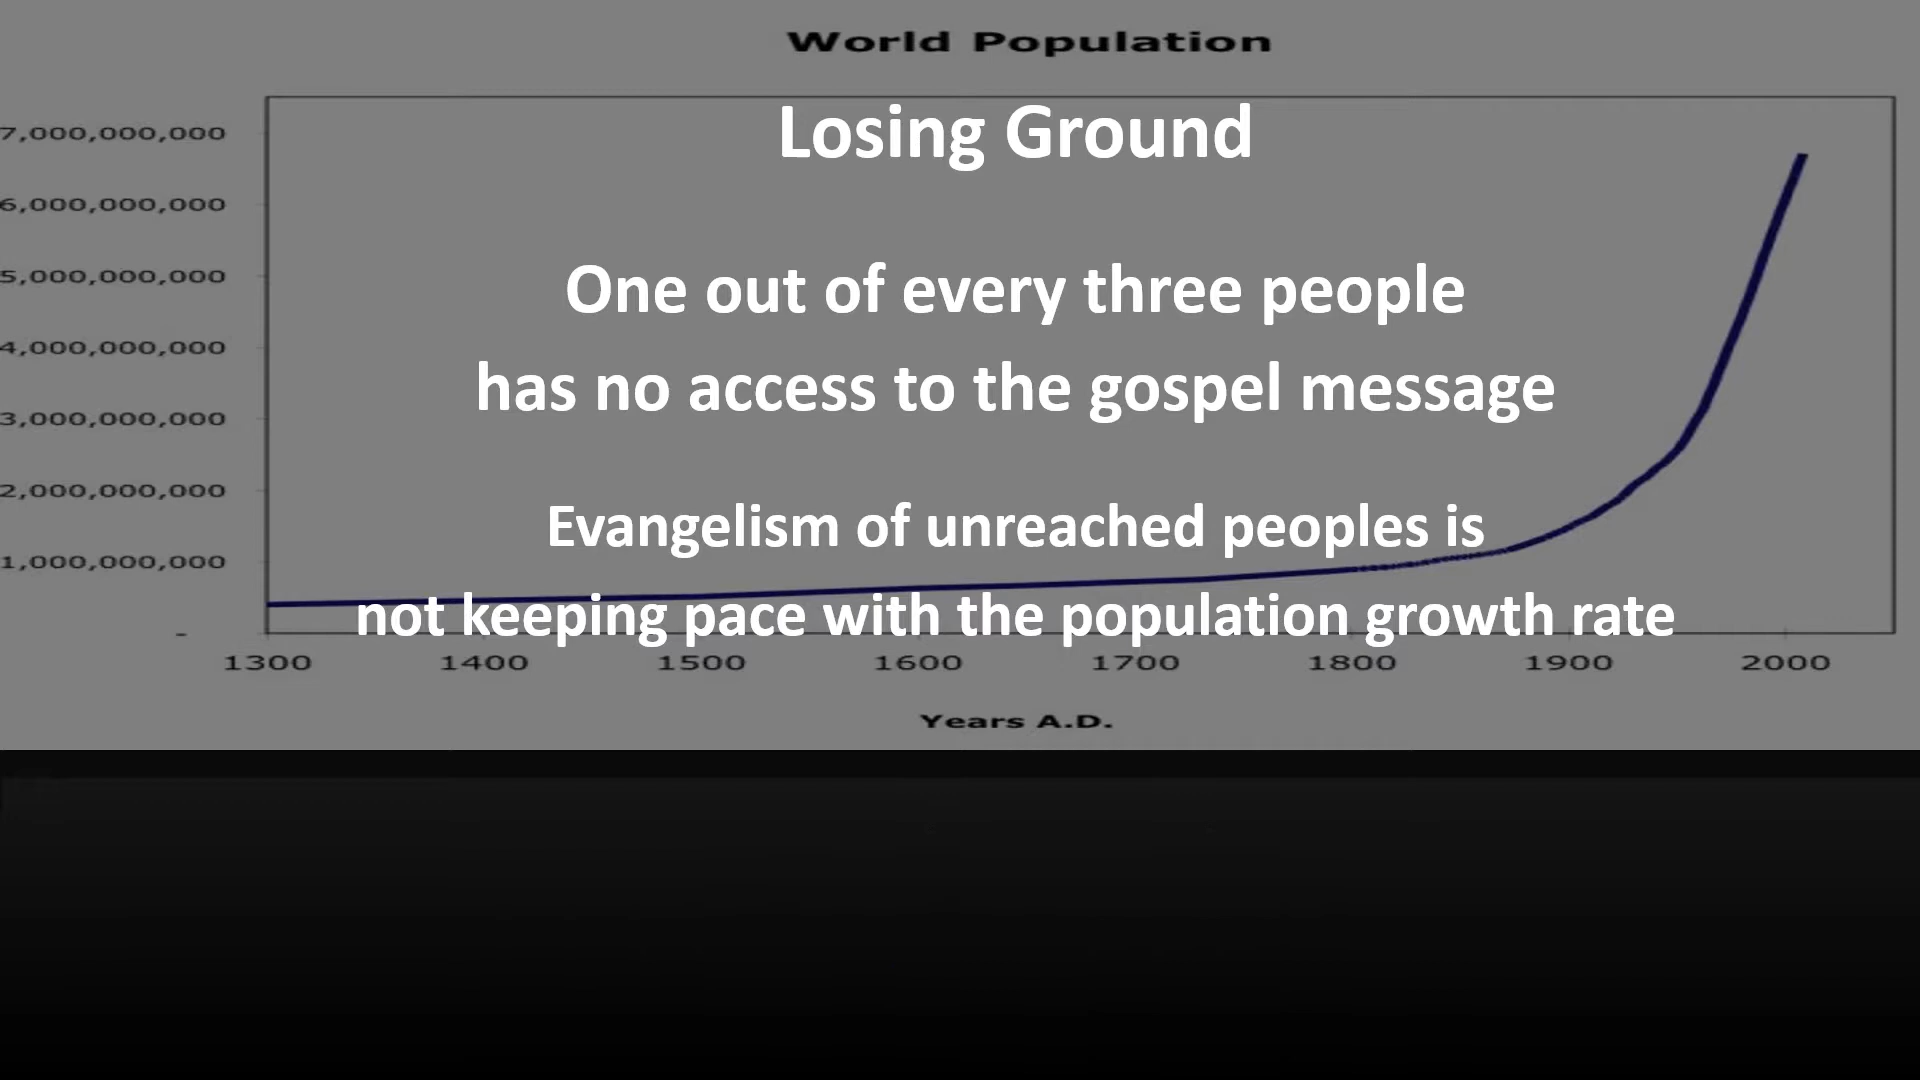 World Population
Losing Ground
7,000,000,000
6,000,000,000
One out of every three people
5,000,000,000
4,000,000,000
has no access to the gospel message
3,000,000,000
2,000,000,000
Evangelism of unreached peoples is
1,000,000,000
not keeping pace with the population growth rate
-
1300 1400 1500 1600 1700 1800 1900 2000
Years A.D.